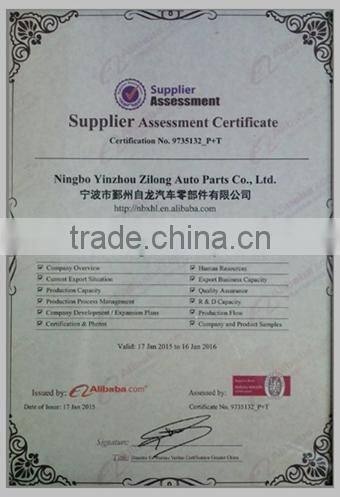 Supplier
Assessment
Supplier Assessment Certificate
Certification No. 9735132_P+T
Ningbo Yinzhou Zilong Auto Parts Co., Ltd.
宁波市鄞州自龙汽车零部件有限公司
http://nbxhl.en.alibaba.com
trade.china.cn
Company Overview
Human Resources
Current Export Situation
Export Business Capacity
Production Capacity
Quality Assurance
Production Process Management
R & D Capacity
Company Development / Expansion Plans
Production Flow
Certification & Photos
Company and Product Samples
Valid: 17 Jan 2015 to 16 Jan 2016
Issued by: Alibaba.com
Assessed by:
Date of Issue: 17 Jan 2015
Certificate No. 9735132_P+T
Signature:
Title: